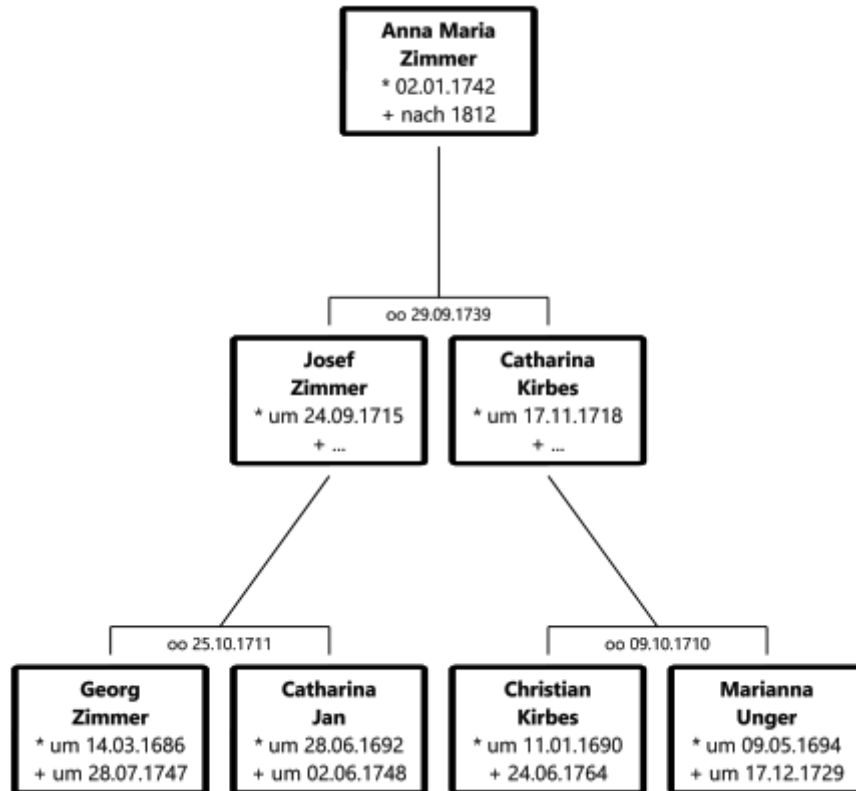 Anna Maria
Zimmer
* 02.01.1742
+ nach 1812
oo 29.09.1739
Josef
Zimmer
* um 24.09.1715
+ ...
Catharina
Kirbes
* um 17.11.1718
+ ...
oo 25.10.1711
oo 09.10.1710
Georg
Zimmer
* um 14.03.1686
+ um 28.07.1747
Catharina
Jan
* um 28.06.1692
+ um 02.06.1748
Christian
Kirbes
* um 11.01.1690
+ 24.06.1764
Marianna
Unger
* um 09.05.1694
+ um 17.12.1729